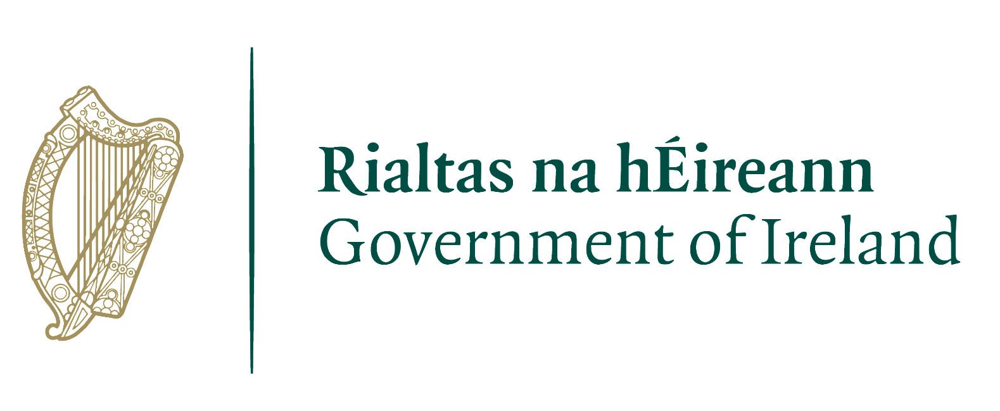 Rialtas na hÉireann
Government of Ireland